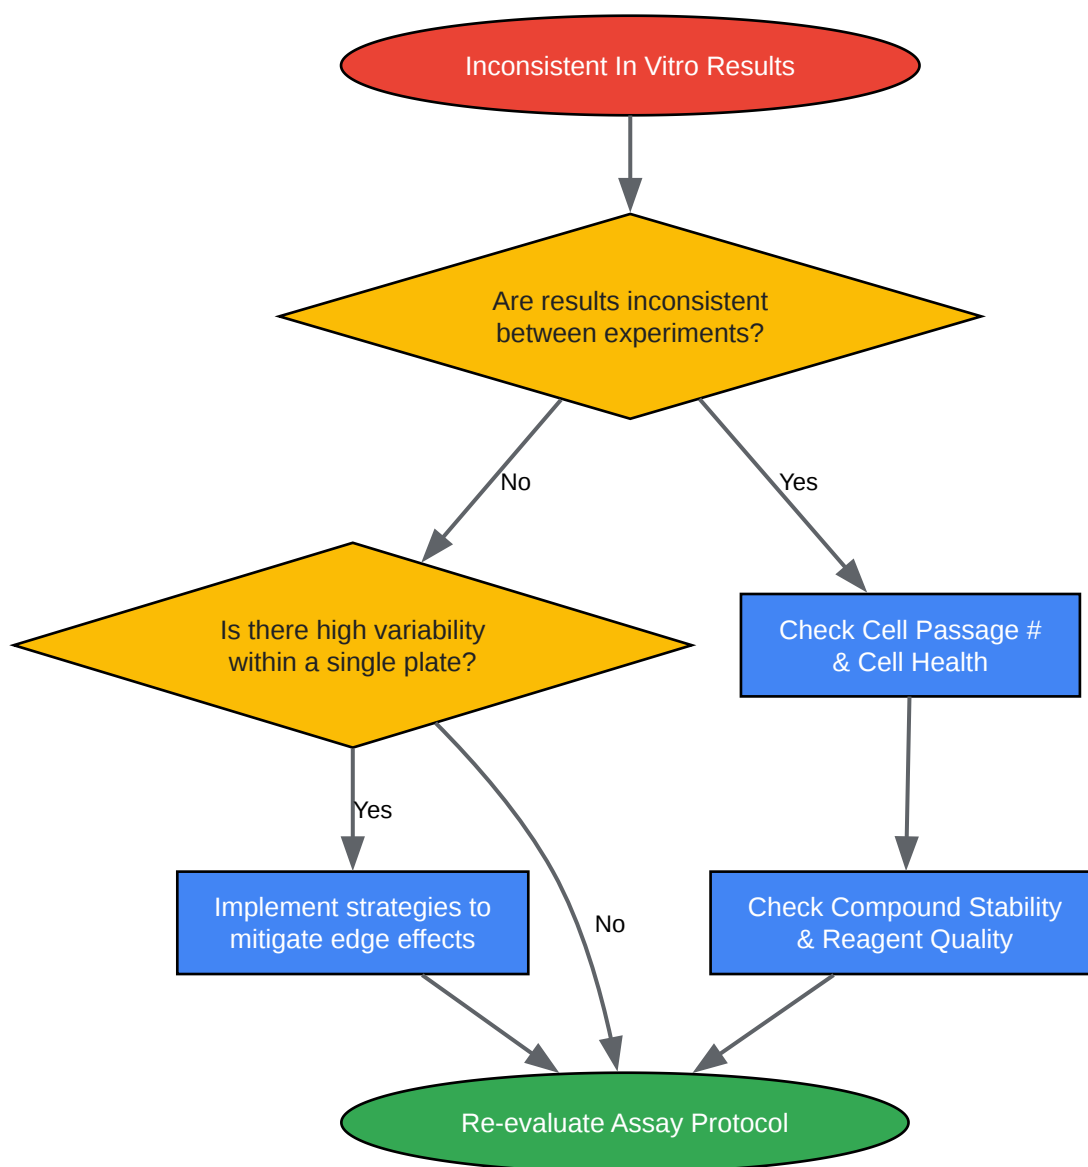 Inconsistent In Vitro Results
Are results inconsistent
between experiments?
No
Yes
Is there high variability
within a single plate?
Check Cell Passage #
& Cell Health
Yes
Implement strategies to
mitigate edge effects
No
Check Compound Stability
& Reagent Quality
Re-evaluate Assay Protocol